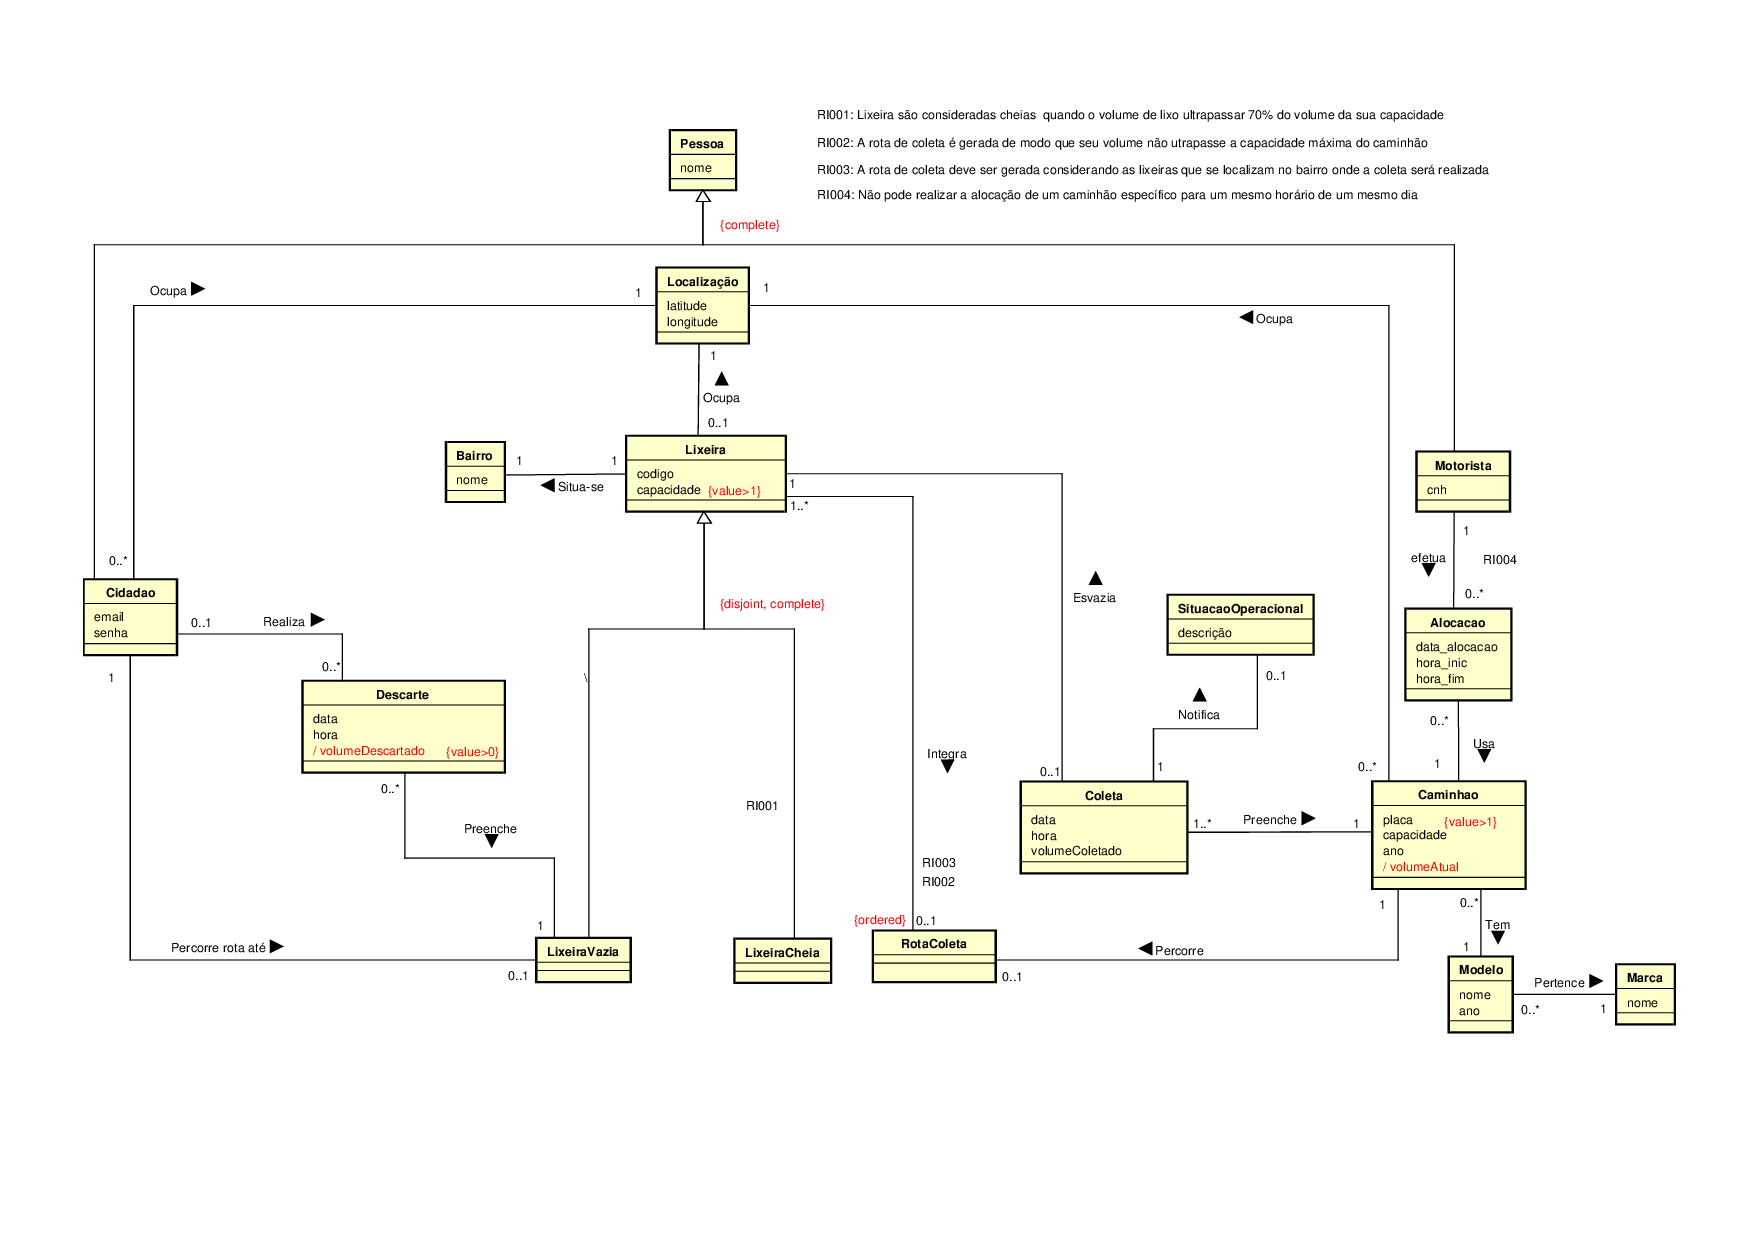 RI001: Lixeira são consideradas cheias  quando o volume de lixo ultrapassar 70% do volume da sua capacidade
RI002: A rota de coleta é gerada de modo que seu volume não utrapasse a capacidade máxima do caminhão
RI003: A rota de coleta deve ser gerada considerando as lixeiras que se localizam no bairro onde a coleta será realizada
RI004: Não pode realizar a alocação de um caminhão específico para um mesmo horário de um mesmo dia
Pessoa
nome
{complete}
Localização
latitude
longitude
Ocupa
1
1
Ocupa
1
Ocupa
0..1
Bairro
nome
1
1
Situa-se
Lixeira
codigo
capacidade {value>1}
1
1..*
Motorista
cnh
1
efetua
RI004
0..*
0..*
Cidadao
email
senha
0..1
Realiza
0..*
1
{disjoint, complete}
\
Esvazia
SituacaoOperacional
descrição
0..1
Notifica
1
Alocacao
data_alocacao
hora_inic
hora_fim
0..*
Usa
1
Descarte
data
hora
/ volumeDescartado {value>0}
0..*
Preenche
1
RI001
Integra
RI003
RI002
{ordered}
0..1
0..1
Coleta
data
hora
volumeColetado
1..*
Preenche
1
0..*
Caminhao
placa {value>1}
capacidade
ano
/ volumeAtual
1
0..*
Tem
1
Percorre rota até
0..1
LixeiraVazia
LixeiraCheia
RotaColeta
0..1
Percorre
Modelo
nome
ano
Pertence
0..*
1
Marca
nome